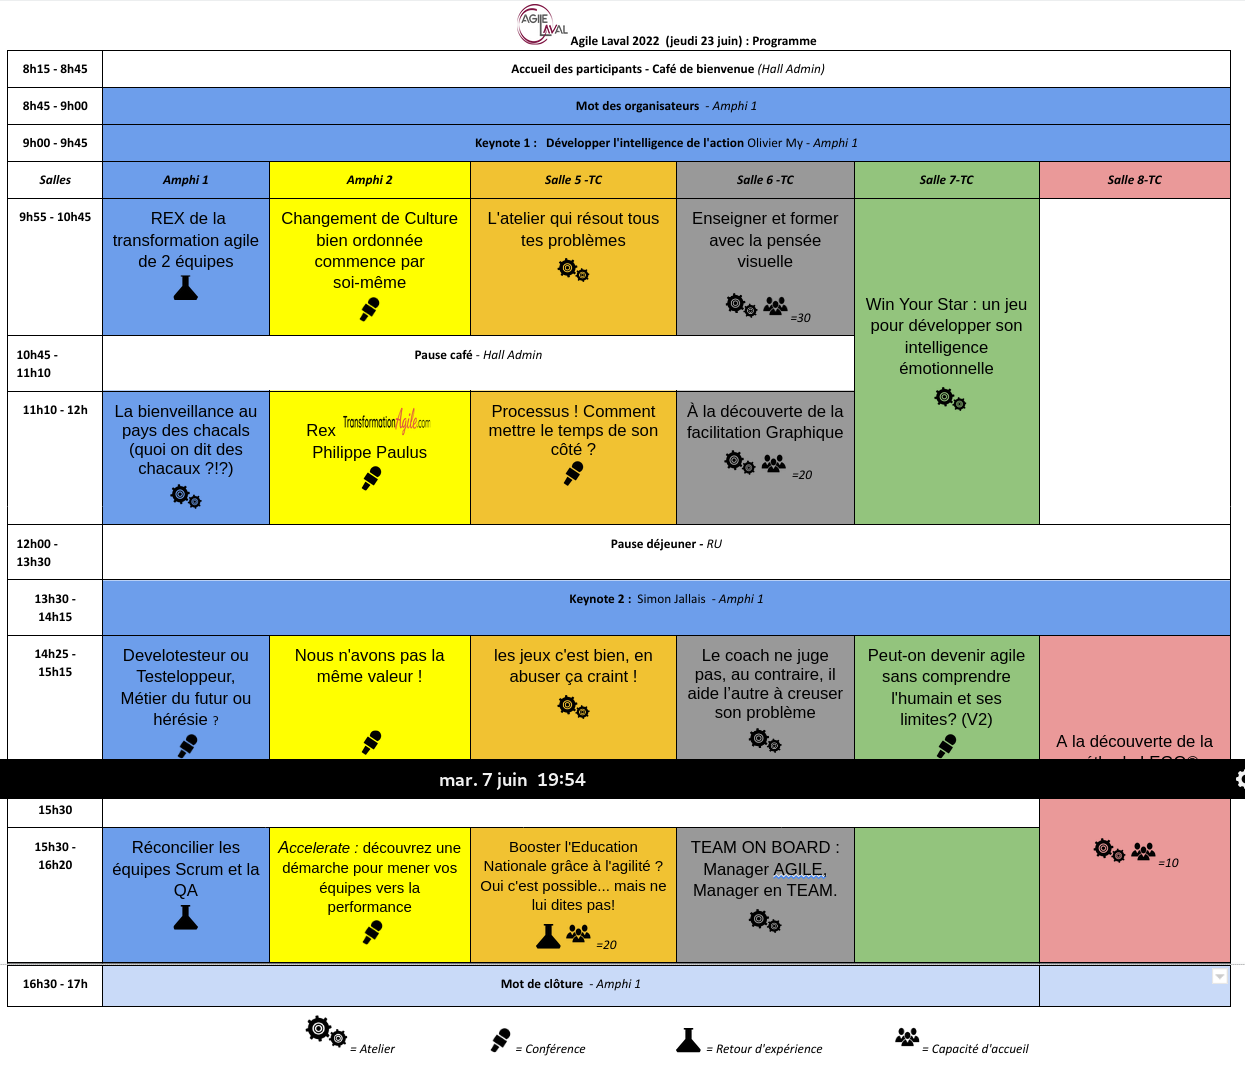 AGILE
LAVAL
Agile Laval 2022 (jeudi 23 juin) : Programme
8h15 - 8h45
Accueil des participants - Café de bienvenue (Hall Admin)
8h45 - 9h00
Mot des organisateurs - Amphi 1
9h00 - 9h45
Keynote 1 : Développer l'intelligence de l'action Olivier My - Amphi 1
Salles
Amphi 1
Amphi 2
Salle 5 -TC
Salle 6 -TC
Salle 7-TC
Salle 8-TC
9h55 - 10h45
REX de la
transformation agile
de 2 équipes
Changement de Culture
bien ordonnée
commence par
soi-même
L'atelier qui résout tous
tes problèmes
Enseigner et former
avec la pensée
visuelle
=30
Win Your Star : un jeu
pour développer son
intelligence
émotionnelle
10h45 -
11h10
Pause café - Hall Admin
11h10 - 12h
La bienveillance au
pays des chacals
(quoi on dit des
chacaux ?!?)
Rex TransformationAgile.com
Philippe Paulus
Processus ! Comment
mettre le temps de son
côté ?
À la découverte de la
facilitation Graphique
=20
12h00 -
13h30
Pause déjeuner - RU
13h30 -
14h15
Keynote 2 : Simon Jallais - Amphi 1
14h25 -
15h15
Develotesteur ou
Testeloppeur,
Métier du futur ou
hérésie ?
Nous n'avons pas la
même valeur !
les jeux c'est bien, en
abuser ça craint !
Le coach ne juge
pas, au contraire, il
aide l'autre à creuser
son problème
Peut-on devenir agile
sans comprendre
l'humain et ses
limites? (V2)
A la découverte de la
mar. 7 juin 19:54
15h30
=10
15h30 -
16h20
Réconcilier les
équipes Scrum et la
QA
Accelerate : découvrez une
démarche pour mener vos
équipes vers la
performance
Booster l'Education
Nationale grâce à l'agilité ?
Oui c'est possible... mais ne
lui dites pas!
=20
TEAM ON BOARD :
Manager AGILE,
Manager en TEAM.
16h30 - 17h
Mot de clôture - Amphi 1
= Atelier
= Conférence
= Retour d'expérience
= Capacité d'accueil